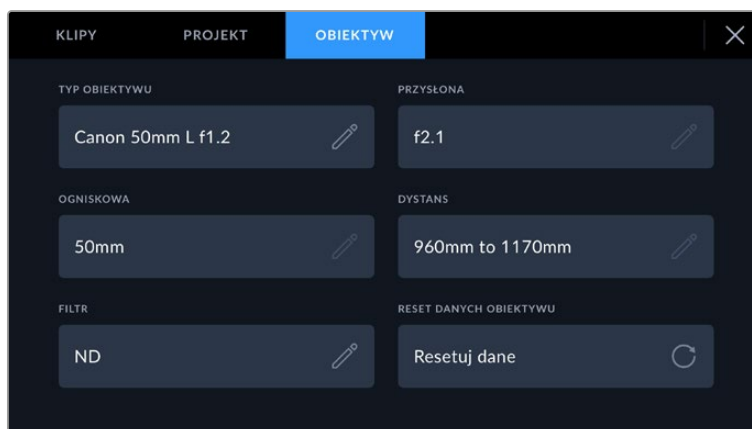 KLIPY PROJEKT OBIEKTYW
TYP OBIEKTYWU PRZYSŁONA
Canon 50mm L f1.2 f2.1
OGNISKOWA DYSTANS
50mm 960mm to 1170mm
FILTR RESET DANYCH OBIEKTYWU
ND Resetuj dane